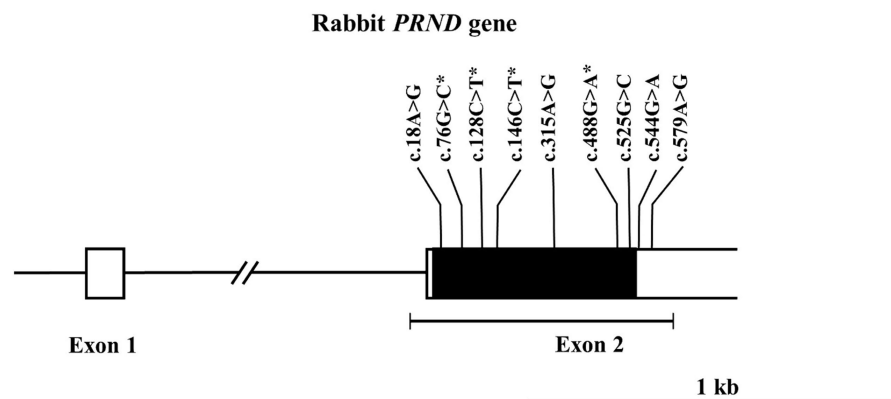 Rabbit PRND gene
c.18A>G
c.76G>C*
c.128C>T*
c.146C>T*
c.315A>G
c.488G>A*
c.525G>C
c.544G>A
c.579A>G
Exon 1
Exon 2
1 kb